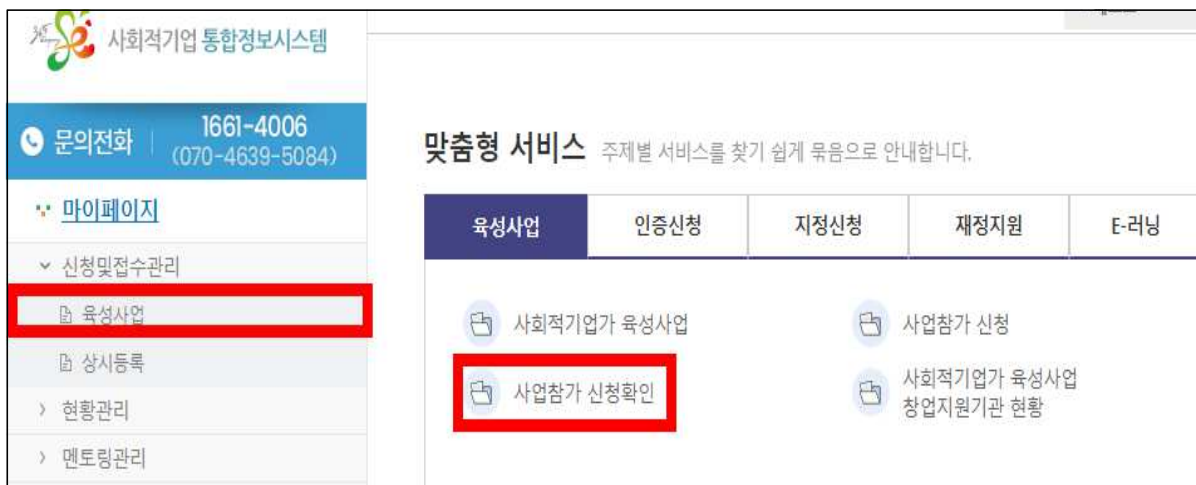 사회적기업 통합정보시스템
문의전화
1661-4006
(070-4639-5084)
마이페이지
신청및접수관리
육성사업
상시등록
현황관리
멘토링관리
맞춤형 서비스 주제별 서비스를 찾기 쉽게 묶음으로 안내합니다.
육성사업 인증신청 지정신청 재정지원 E-러닝
사회적기업가 육성사업
사업참가 신청
사업참가 신청확인
사회적기업가 육성사업
창업지원기관 현황